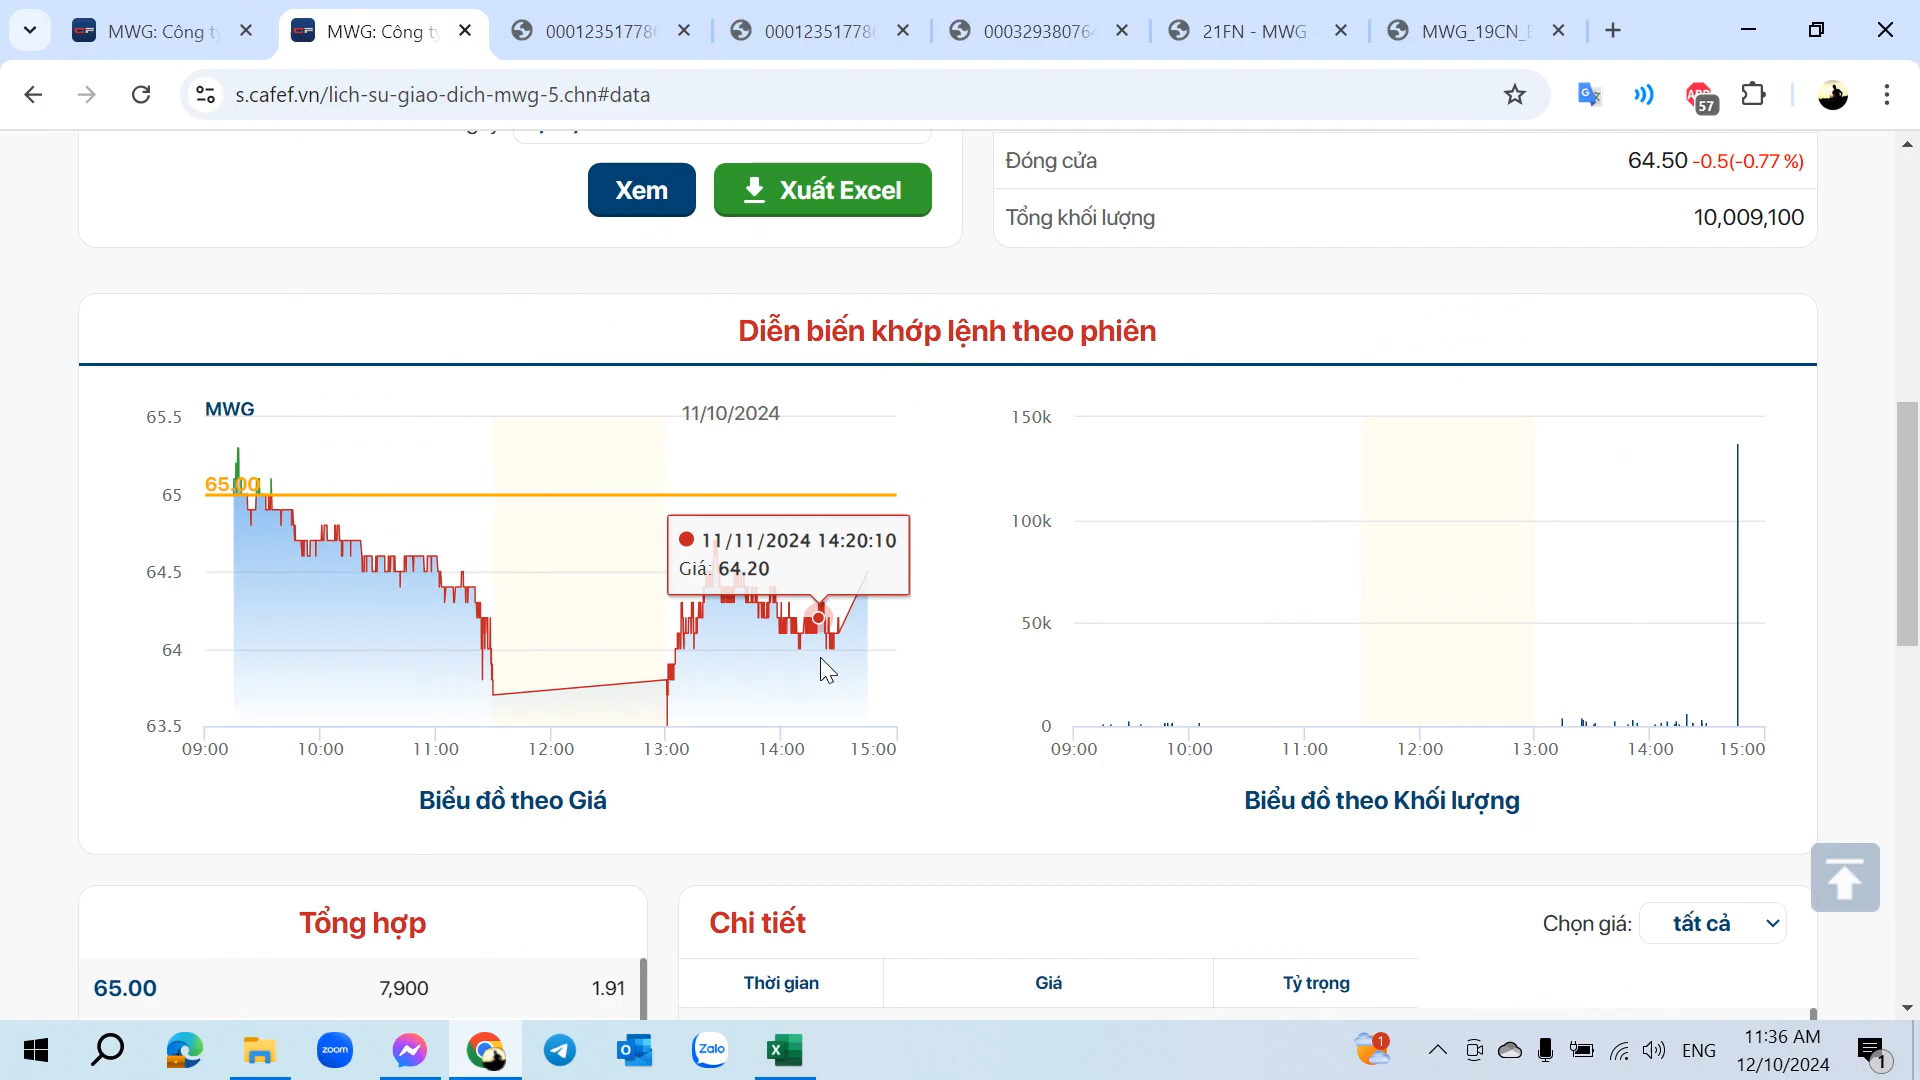 MWG: Công ty
MWG: Công ty
00012351778
00012351778
00032938076
21FN - MWG
MWG_19CN_
s.cafef.vn/lich-su-giao-dich-mwg-5.chn#data
57
Xem
Xuất Excel
Đóng cửa
64.50 -0.5(-0.77 %)
Tổng khối lượng
10,009,100
Diễn biến khớp lệnh theo phiên
MWG
11/10/2024
65.5
65.00
65
64.5
64
63.5
11/11/2024 14:20:10
Giá: 64.20
09:00 10:00 11:00 12:00 13:00 14:00 15:00
Biểu đồ theo Giá
150k
100k
50k
0
09:00 10:00 11:00 12:00 13:00 14:00 15:00
Biểu đồ theo Khối lượng
Tổng hợp
65.00 7,900 1.91
Chi tiết
Chọn giá: tất cả
Thời gian Giá Tỷ trọng
zoom
Zalo
1
ENG
11:36 AM
12/10/2024
1